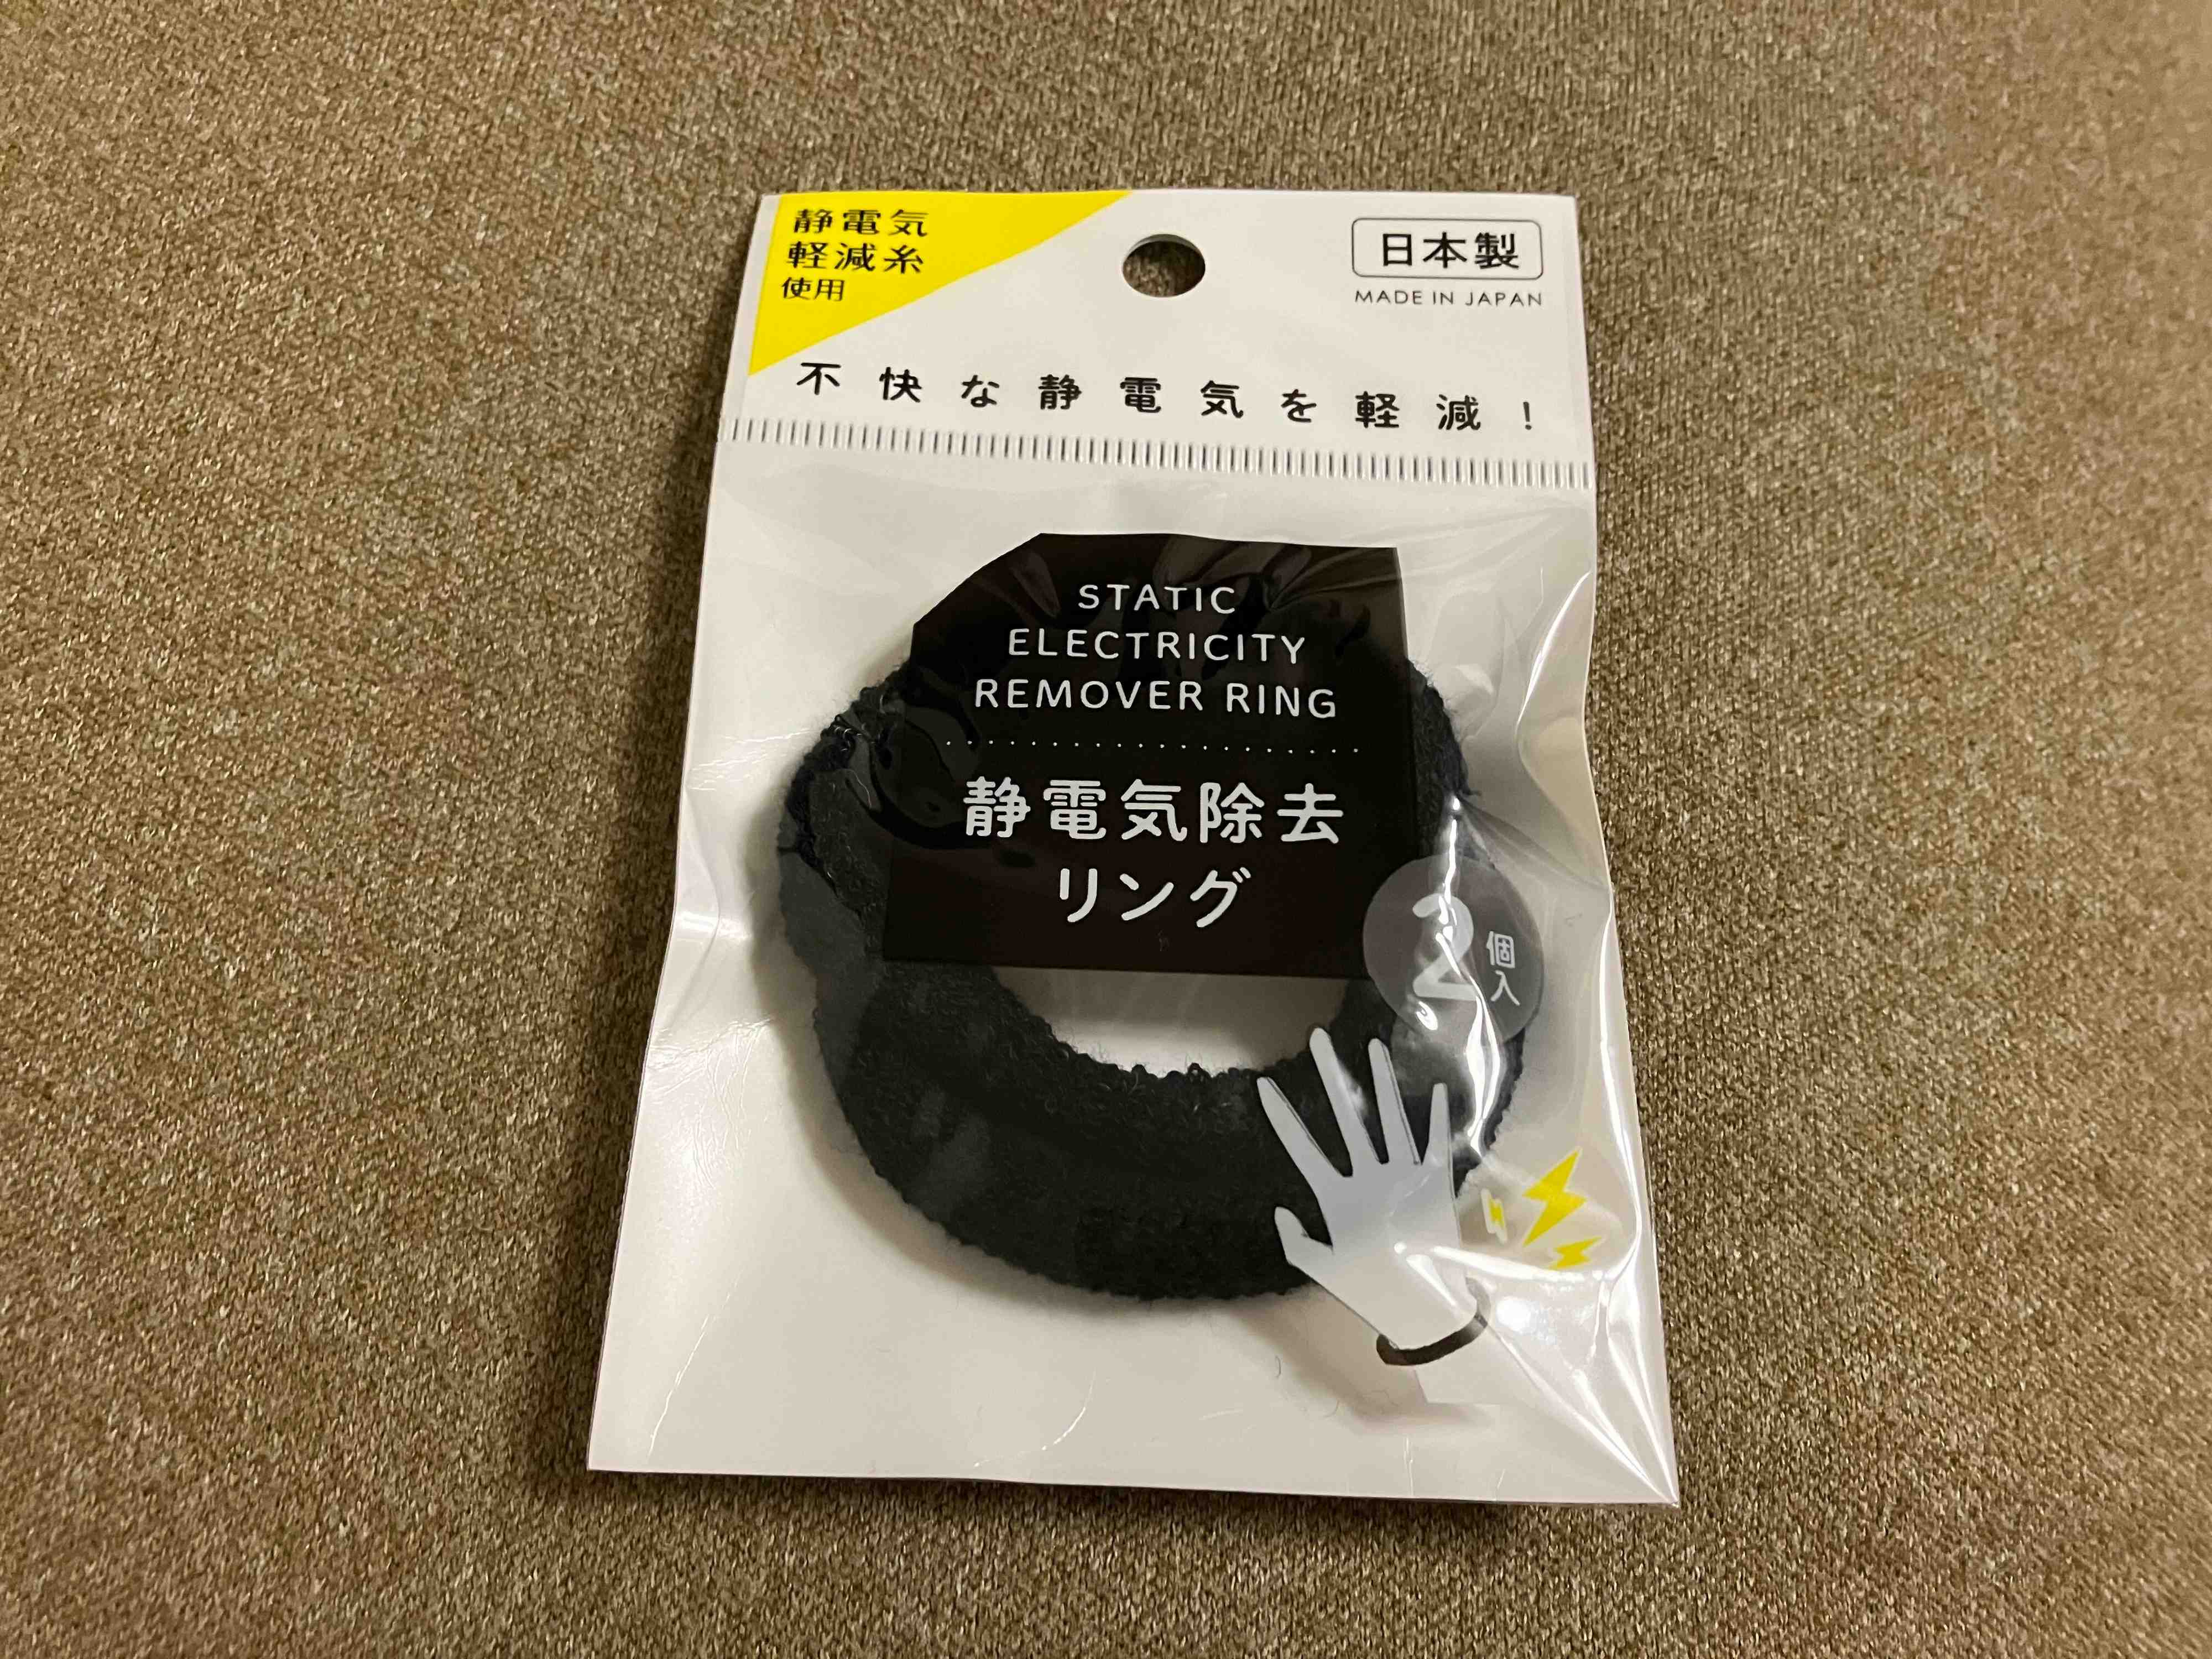 静電気
軽減糸
使用
日本製
MADE IN JAPAN
不快な静電気を軽減!
STATIC
ELECTRICITY
REMOVER RING
静電気除去
リング
2個入